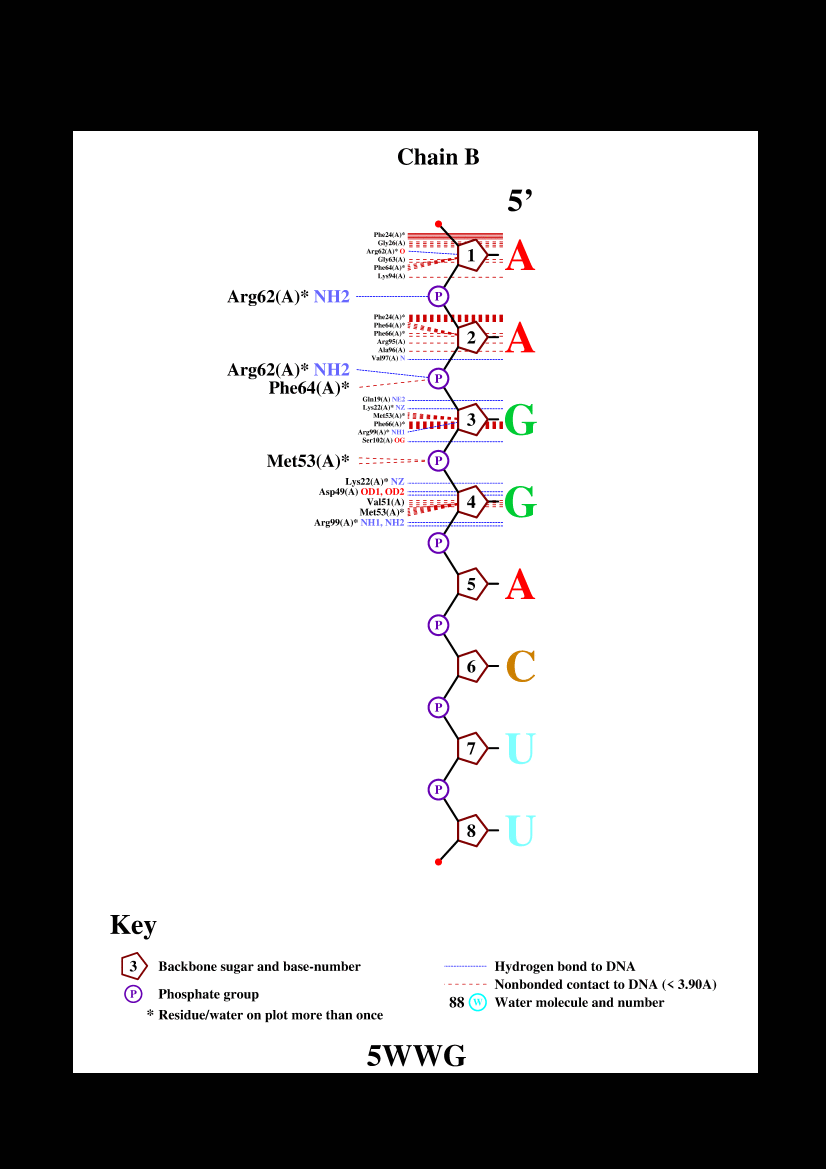 Chain B
5’
Phe24(A)*
Gly26(A)
Arg62(A)* O
Gly63(A)
Phe64(A)*
Lys94(A)
1 A
Arg62(A)* NH2
P
Phe24(A)*
Phe64(A)*
Phe66(A)*
Arg95(A)
Ala96(A)
Val97(A) N
2 A
Arg62(A)* NH2
Phe64(A)*
P
Gln19(A) NE2
Lys22(A)* NZ
Met53(A)*
Phe66(A)*
Arg99(A)* NH1
Ser102(A) OG
3 G
Met53(A)*
P
Lys22(A)* NZ
Asp49(A) OD1, OD2
Val51(A)
Met53(A)*
Arg99(A)* NH1, NH2
4 G
P
5 A
P
6 C
P
7 U
P
8 U
Key
3 Backbone sugar and base-number
P Phosphate group
* Residue/water on plot more than once
Hydrogen bond to DNA
Nonbonded contact to DNA (< 3.90A)
88 W Water molecule and number
5WWG